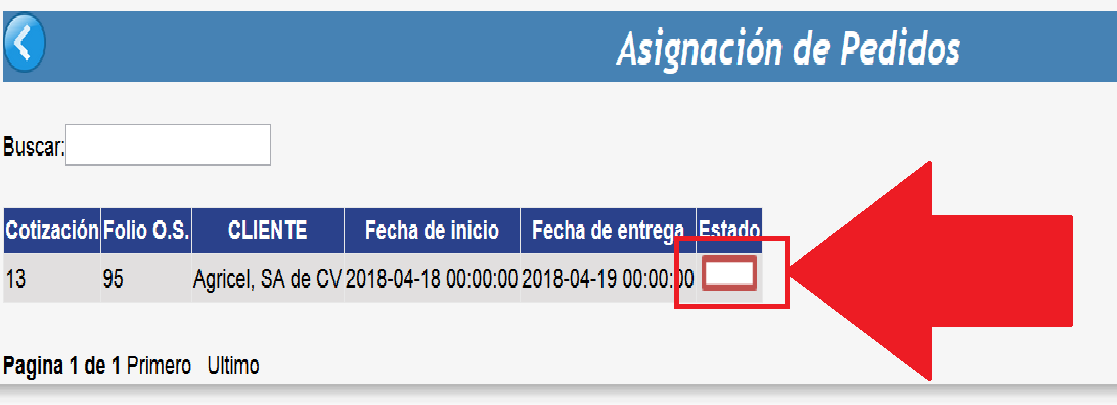 Asignación de Pedidos
Buscar:
Cotización Folio O.S. CLIENTE Fecha de inicio Fecha de entrega Estado
13 95 Agricel, SA de CV 2018-04-18 00:00:00 2018-04-19 00:00:00
Pagina 1 de 1 Primero Ultimo